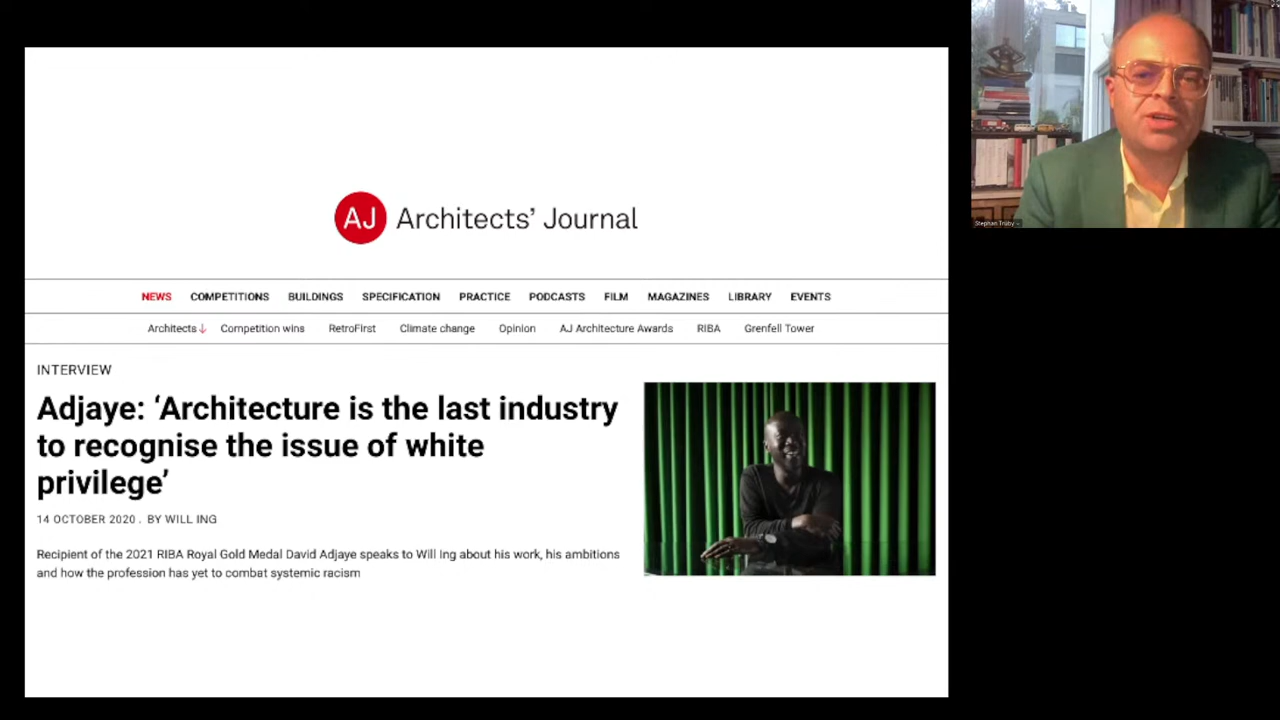 AJ Architects' Journal
NEWS COMPETITIONS BUILDINGS SPECIFICATION PRACTICE PODCASTS FILM MAGAZINES LIBRARY EVENTS
Architects↓ Competition wins RetroFirst Climate change Opinion AJ Architecture Awards RIBA Grenfell Tower
INTERVIEW
Adjaye: ‘Architecture is the last industry
to recognise the issue of white
privilege’
14 OCTOBER 2020 . BY WILL ING
Recipient of the 2021 RIBA Royal Gold Medal David Adjaye speaks to Will Ing about his work, his ambitions
and how the profession has yet to combat systemic racism
Stephan Truby